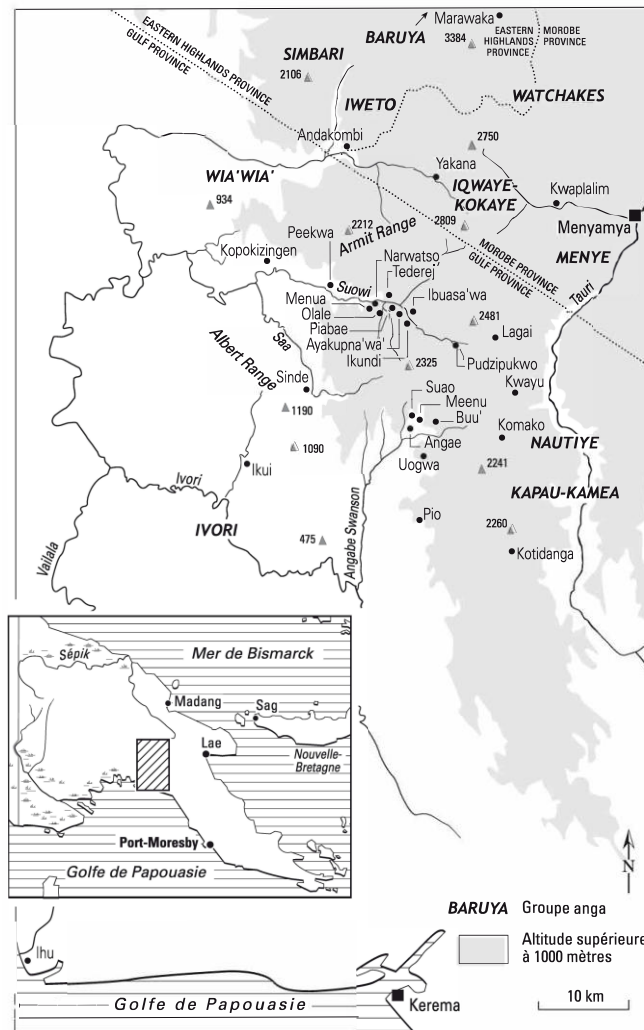 Marawaka
BARUYA
3384
EASTERN
HIGHLANDS
PROVINCE
MOROBE
PROVINCE
EASTERN HIGHLANDS PROVINCE
GULF PROVINCE
SIMBARI
2106
IWETO
WATCHAKES
Andakombi
2750
WIA'WIA'
934
Yakana
IQWAYE-
KOKAYE
Kwaplalim
2212
Armit Range
2809
Menyamya
Peekwa
Kopokizingen
Narwatso
Tederej
MOROBE PROVINCE
GULF PROVINCE
MENYE
Suowi
Menua
Olale
Piabae
Ayakupna'wa'
Ikundi
Ibuasa'wa
Tauri
2481
Lagai
Saa
Albert Range
2325
Pudzipukwo
Sinde
Kwayu
1190
Suao
Meenu
Buu'
Komako
1090
Angae
NAUTIYE
Ikui
Uogwa
2241
Ivori
KAPAU-KAMEA
IVORI
Pio
475
Angabe Swanson
2260
Kotidanga
Vailala
Sépik
Mer de Bismarck
Madang
Sag
Lae
Nouvelle-
Bretagne
Port-Moresby
Golfe de Papouasie
N
BARUYA Groupe anga
Altitude supérieure
à 1000 mètres
Ihu
Golfe de Papouasie
Kerema
10 km